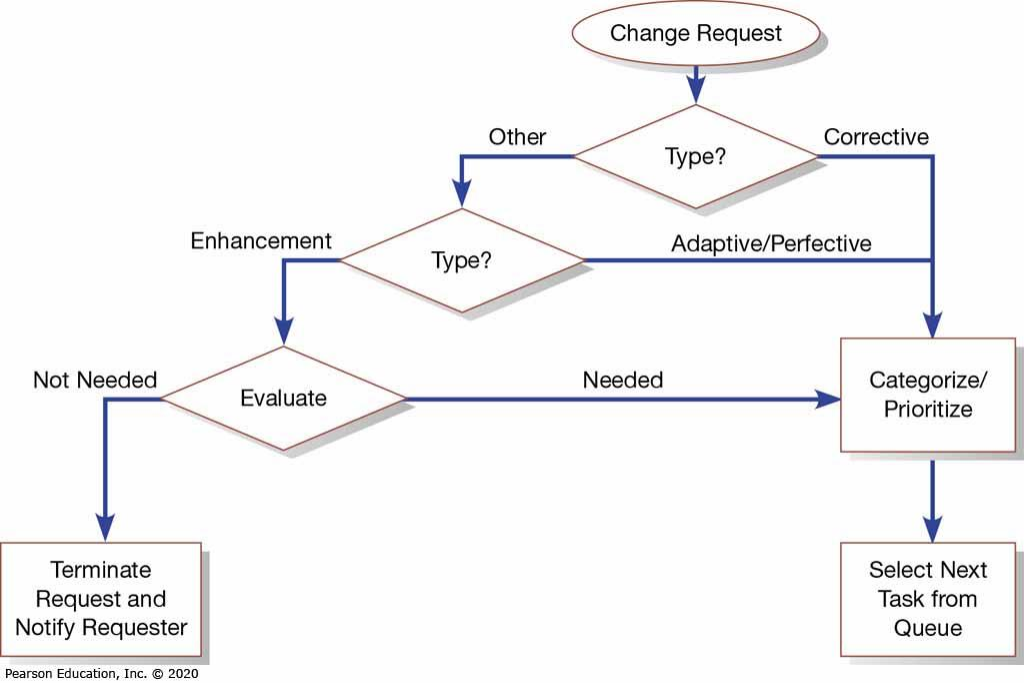 Change Request
Other
Corrective
Type?
Enhancement
Adaptive/Perfective
Type?
Not Needed
Needed
Evaluate
Categorize/
Prioritize
Terminate
Request and
Notify Requester
Select Next
Task from
Queue
Pearson Education, Inc. © 2020